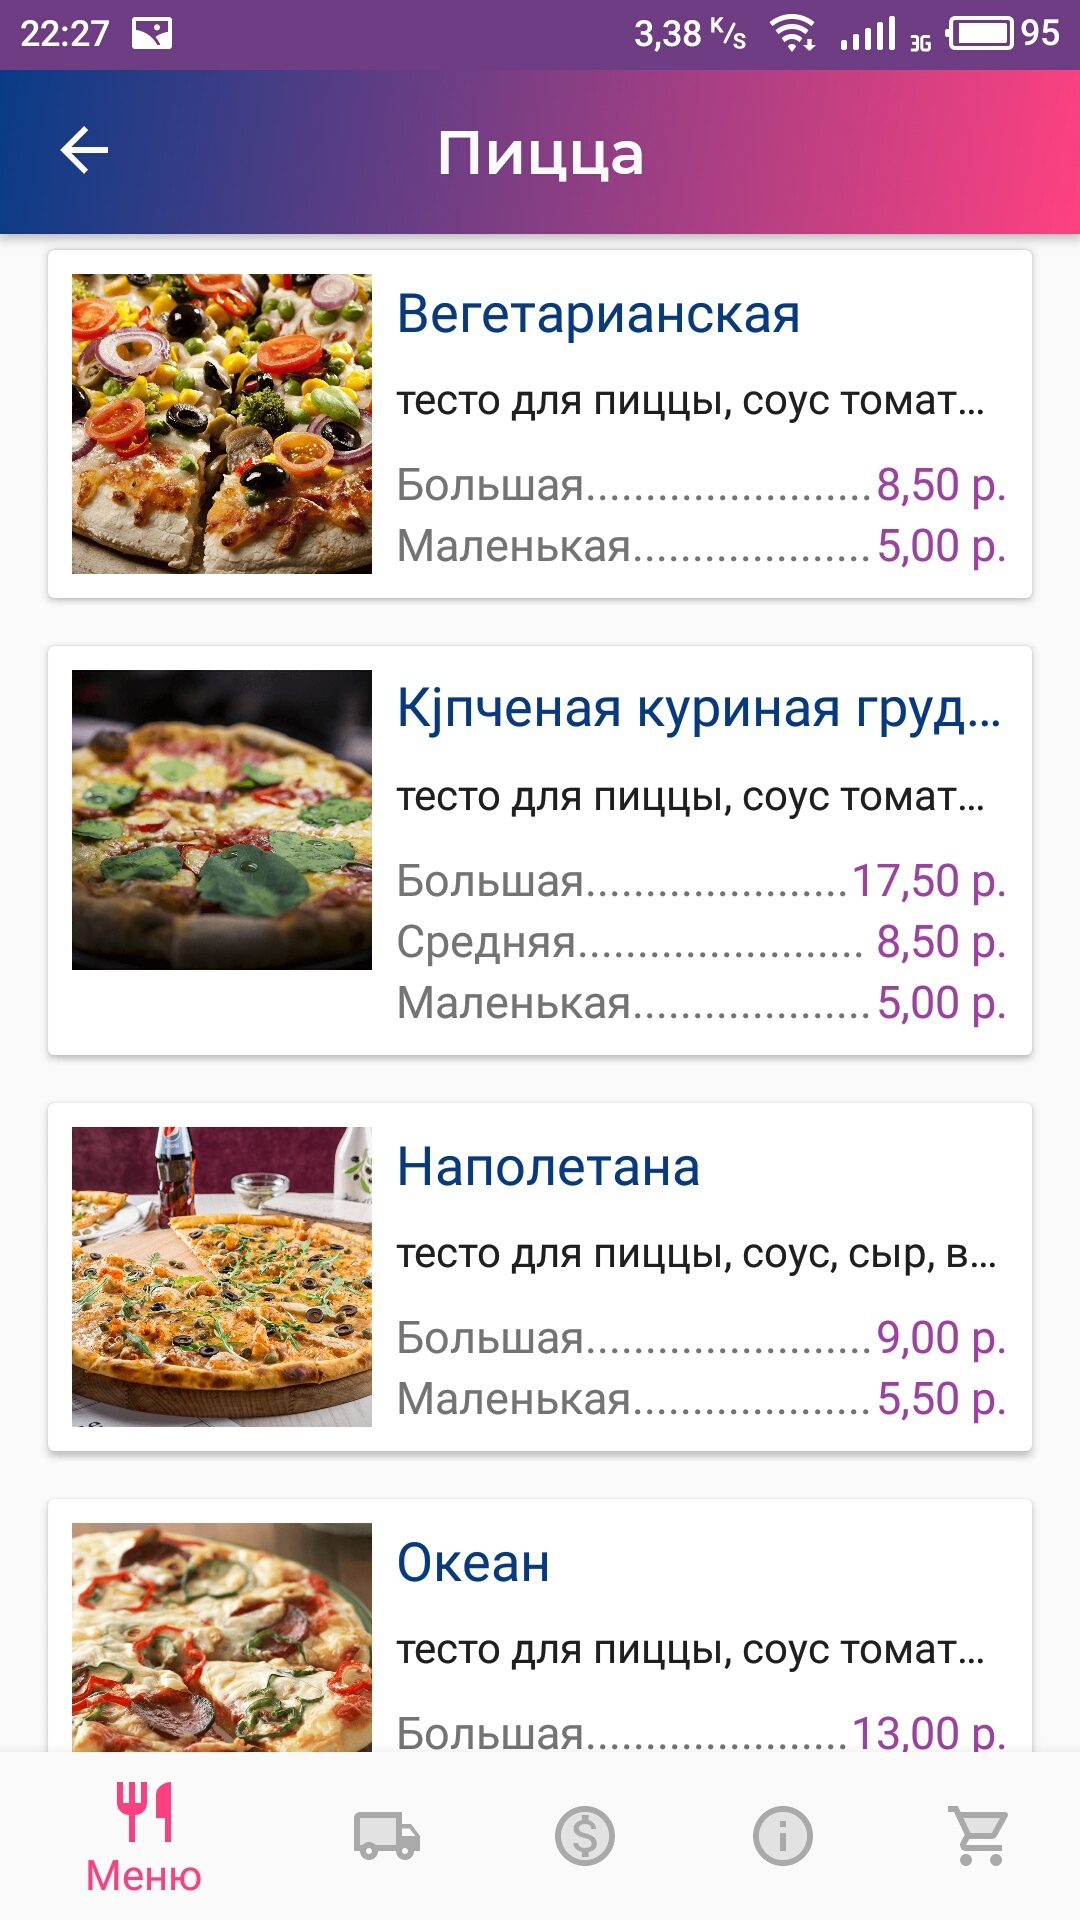 22:27 3,38 K/s 3G 95
Пицца
Вегетарианская
тесто для пиццы, соус томат...
Большая.......................8,50 р.
Маленькая...................5,00 р.
Кјпченая куриная груд...
тесто для пиццы, соус томат...
Большая.....................17,50 р.
Средняя....................... 8,50 р.
Маленькая...................5,00 р.
Наполетана
тесто для пиццы, соус, сыр, в...
Большая.......................9,00 р.
Маленькая...................5,50 р.
Океан
тесто для пиццы, соус томат...
Большая.....................13,00 р.
Меню